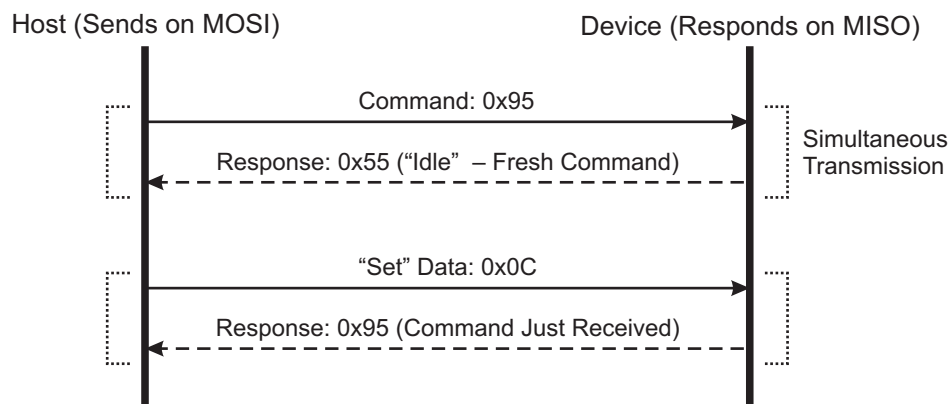 Host (Sends on MOSI)
Device (Responds on MISO)
Command: 0x95
Response: 0x55 (“Idle” – Fresh Command)
Simultaneous
Transmission
“Set” Data: 0x0C
Response: 0x95 (Command Just Received)